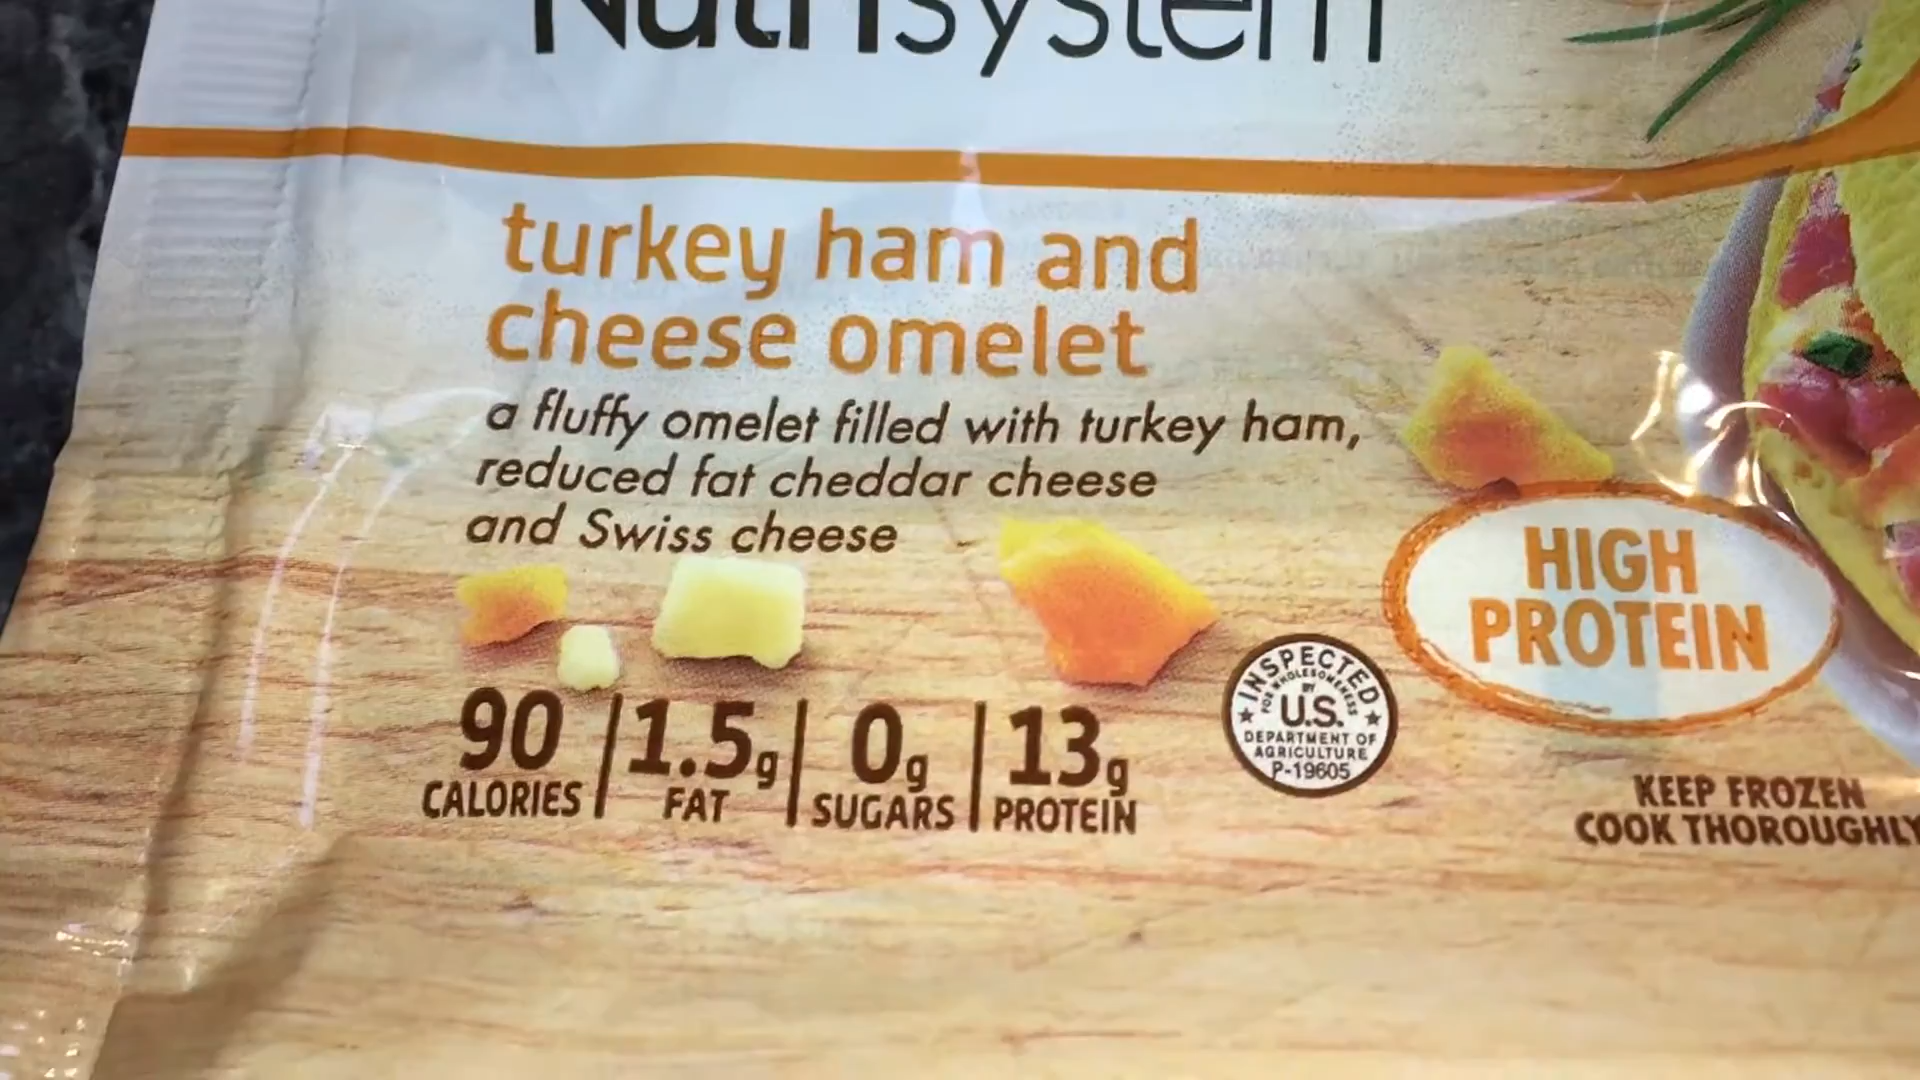 Nutrisystem
turkey ham and
cheese omelet
a fluffy omelet filled with turkey ham,
reduced fat cheddar cheese
and Swiss cheese
HIGH
PROTEIN
90 | 1.5g | 0g | 13g
CALORIES FAT SUGARS PROTEIN
INSPECTED
FOR WHOLESOMENESS
BY
U.S.
DEPARTMENT OF
AGRICULTURE
P-19605
KEEP FROZEN
COOK THOROUGHLY